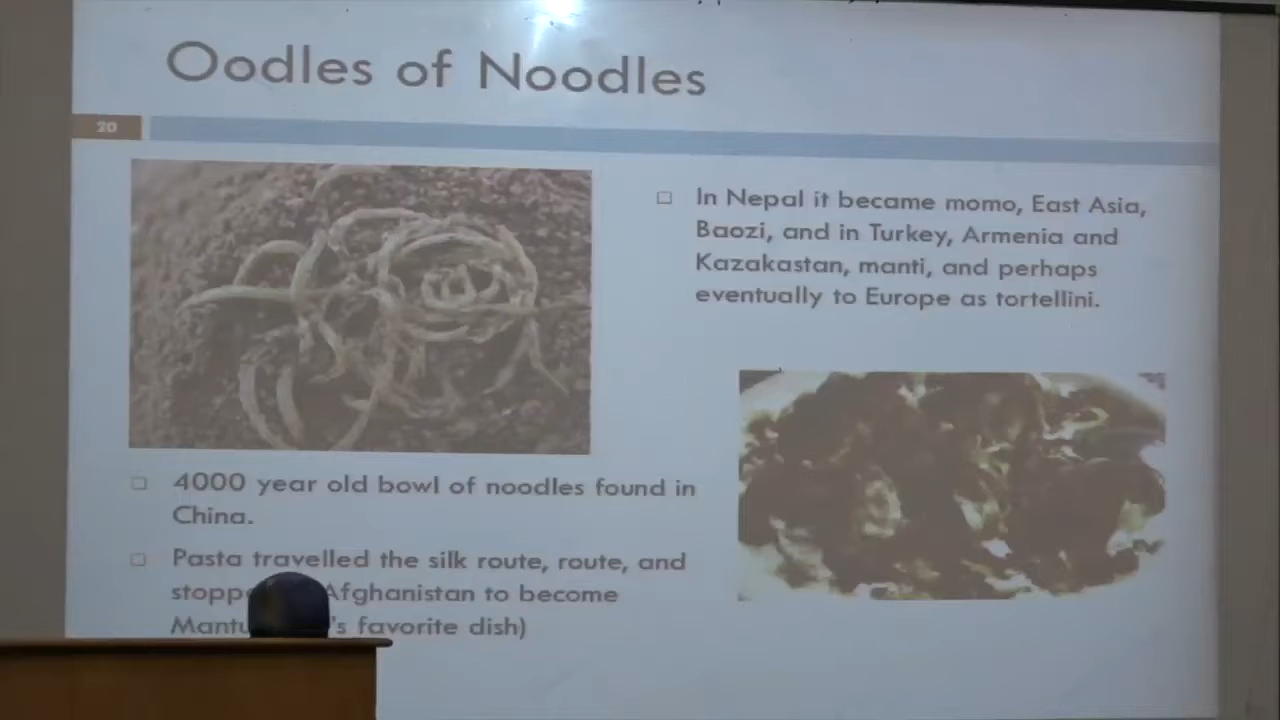 Oodles of Noodles
20
4000 year old bowl of noodles found in
China.
Pasta travelled the silk route, route, and
Afghanistan to become
's favorite dish)
In Nepal it became momo, East Asia,
Baozi, and in Turkey, Armenia and
Kazakastan, manti, and perhaps
eventually to Europe as tortellini.